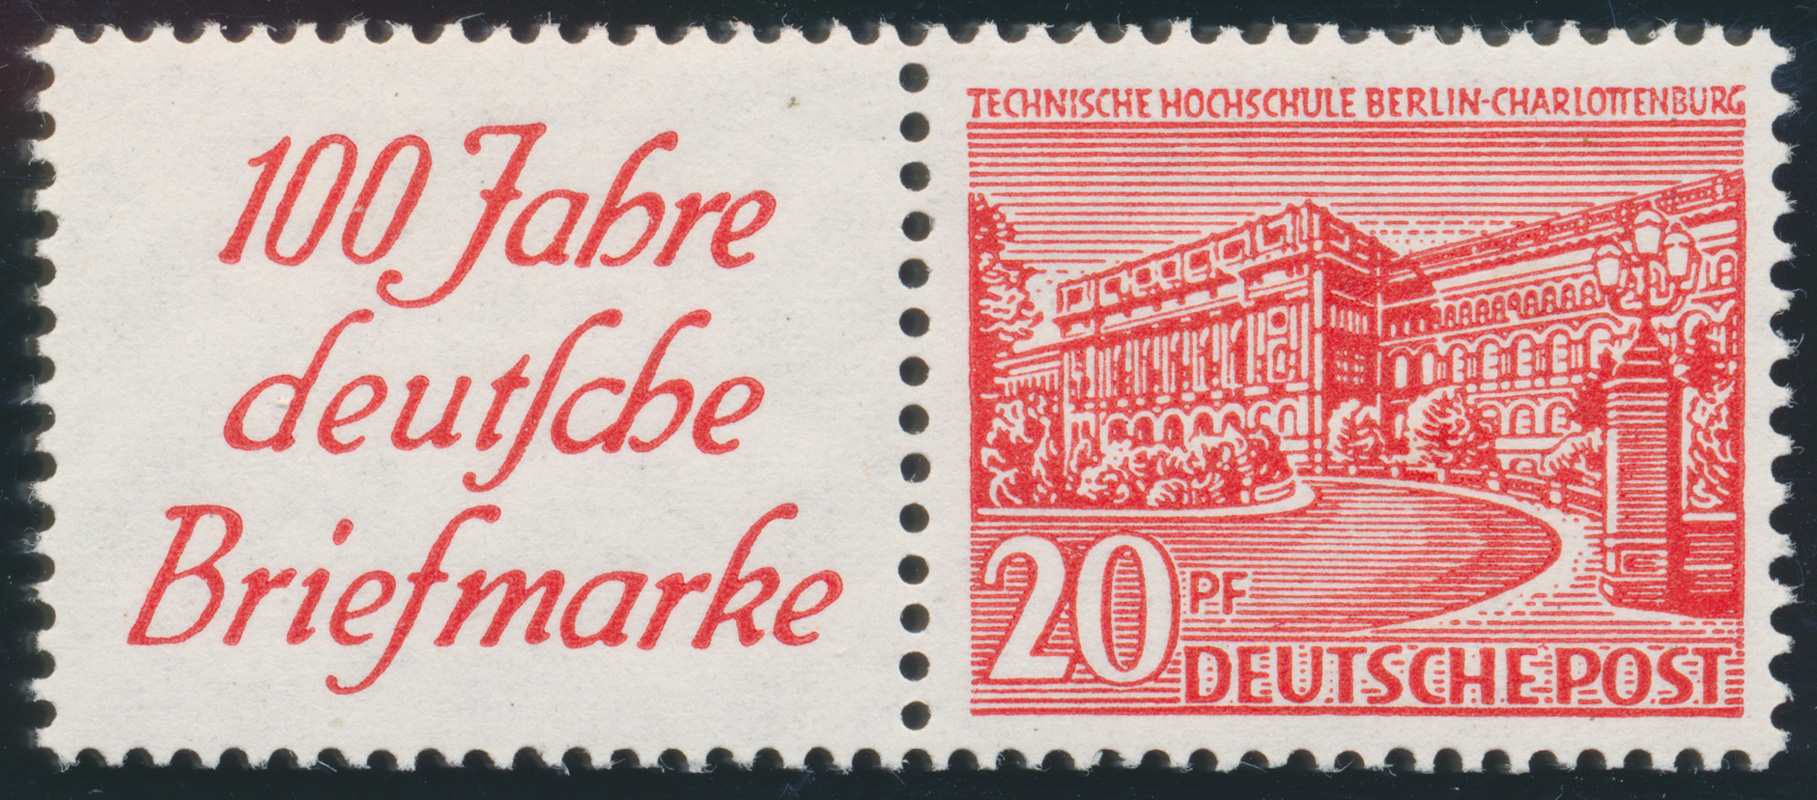 100 Jahre
deutſche
Briefmarke
TECHNISCHE HOCHSCHULE BERLIN-CHARLOTTENBURG
20 PF
DEUTSCHE POST